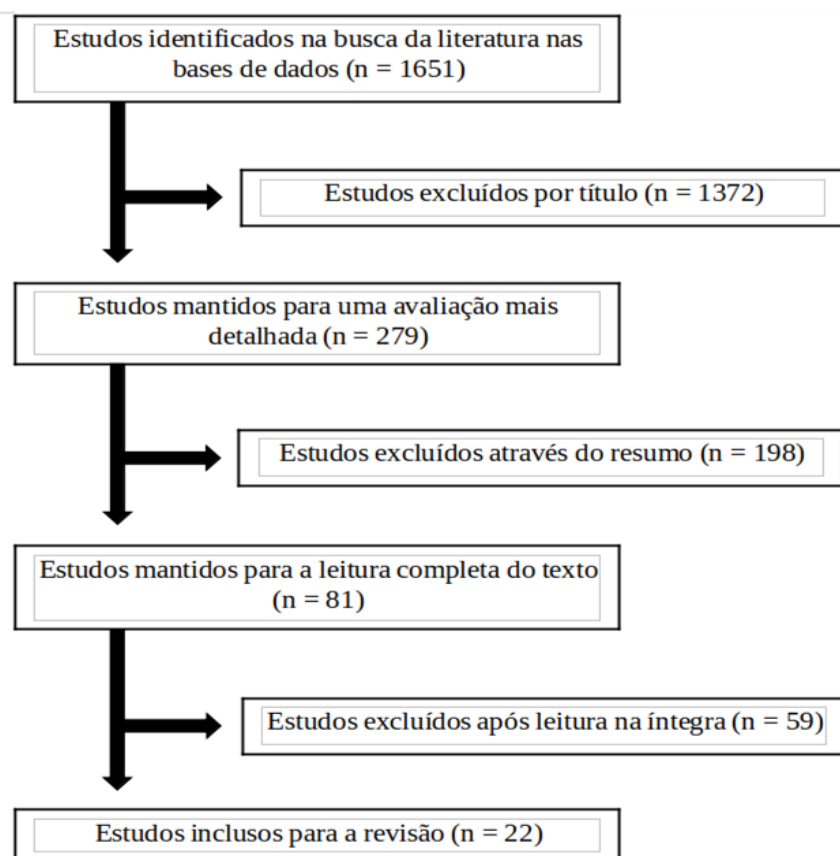 Estudos identificados na busca da literatura nas
bases de dados (n = 1651)
Estudos excluídos por título (n = 1372)
Estudos mantidos para uma avaliação mais
detalhada (n = 279)
Estudos excluídos através do resumo (n = 198)
Estudos mantidos para a leitura completa do texto
(n = 81)
Estudos excluídos após leitura na íntegra (n = 59)
Estudos inclusos para a revisão (n = 22)